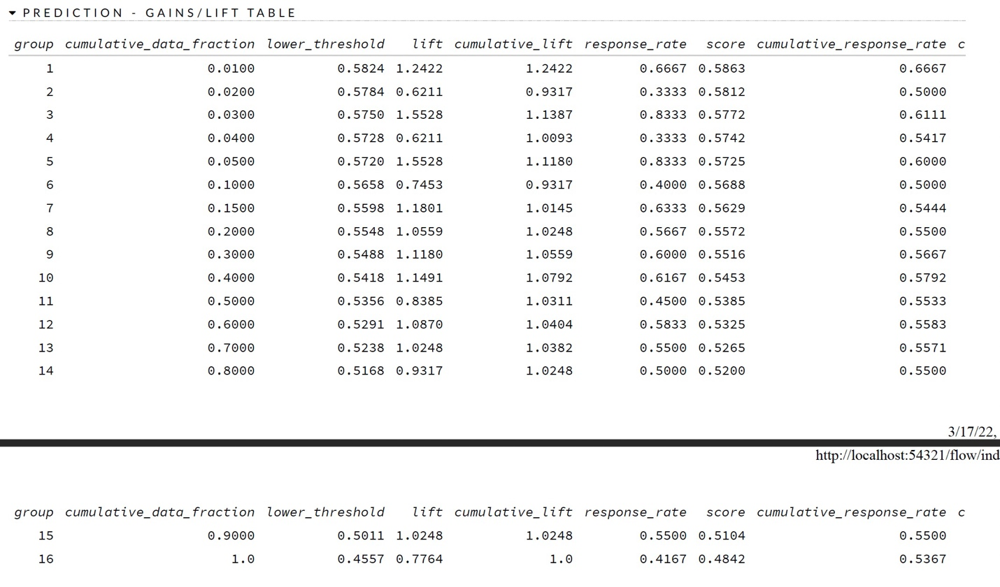 PREDICTION - GAINS/LIFT TABLE
group cumulative_data_fraction lower_threshold lift cumulative_lift response_rate score cumulative_response_rate c
1 0.0100 0.5824 1.2422 1.2422 0.6667 0.5863 0.6667
2 0.0200 0.5784 0.6211 0.9317 0.3333 0.5812 0.5000
3 0.0300 0.5750 1.5528 1.1387 0.8333 0.5772 0.6111
4 0.0400 0.5728 0.6211 1.0093 0.3333 0.5742 0.5417
5 0.0500 0.5720 1.5528 1.1180 0.8333 0.5725 0.6000
6 0.1000 0.5658 0.7453 0.9317 0.4000 0.5688 0.5000
7 0.1500 0.5598 1.1801 1.0145 0.6333 0.5629 0.5444
8 0.2000 0.5548 1.0559 1.0248 0.5667 0.5572 0.5500
9 0.3000 0.5488 1.1180 1.0559 0.6000 0.5516 0.5667
10 0.4000 0.5418 1.1491 1.0792 0.6167 0.5453 0.5792
11 0.5000 0.5356 0.8385 1.0311 0.4500 0.5385 0.5533
12 0.6000 0.5291 1.0870 1.0404 0.5833 0.5325 0.5583
13 0.7000 0.5238 1.0248 1.0382 0.5500 0.5265 0.5571
14 0.8000 0.5168 0.9317 1.0248 0.5000 0.5200 0.5500
3/17/22,
http://localhost:54321/flow/ind
group cumulative_data_fraction lower_threshold lift cumulative_lift response_rate score cumulative_response_rate c
15 0.9000 0.5011 1.0248 1.0248 0.5500 0.5104 0.5500
16 1.0 0.4557 0.7764 1.0 0.4167 0.4842 0.5367